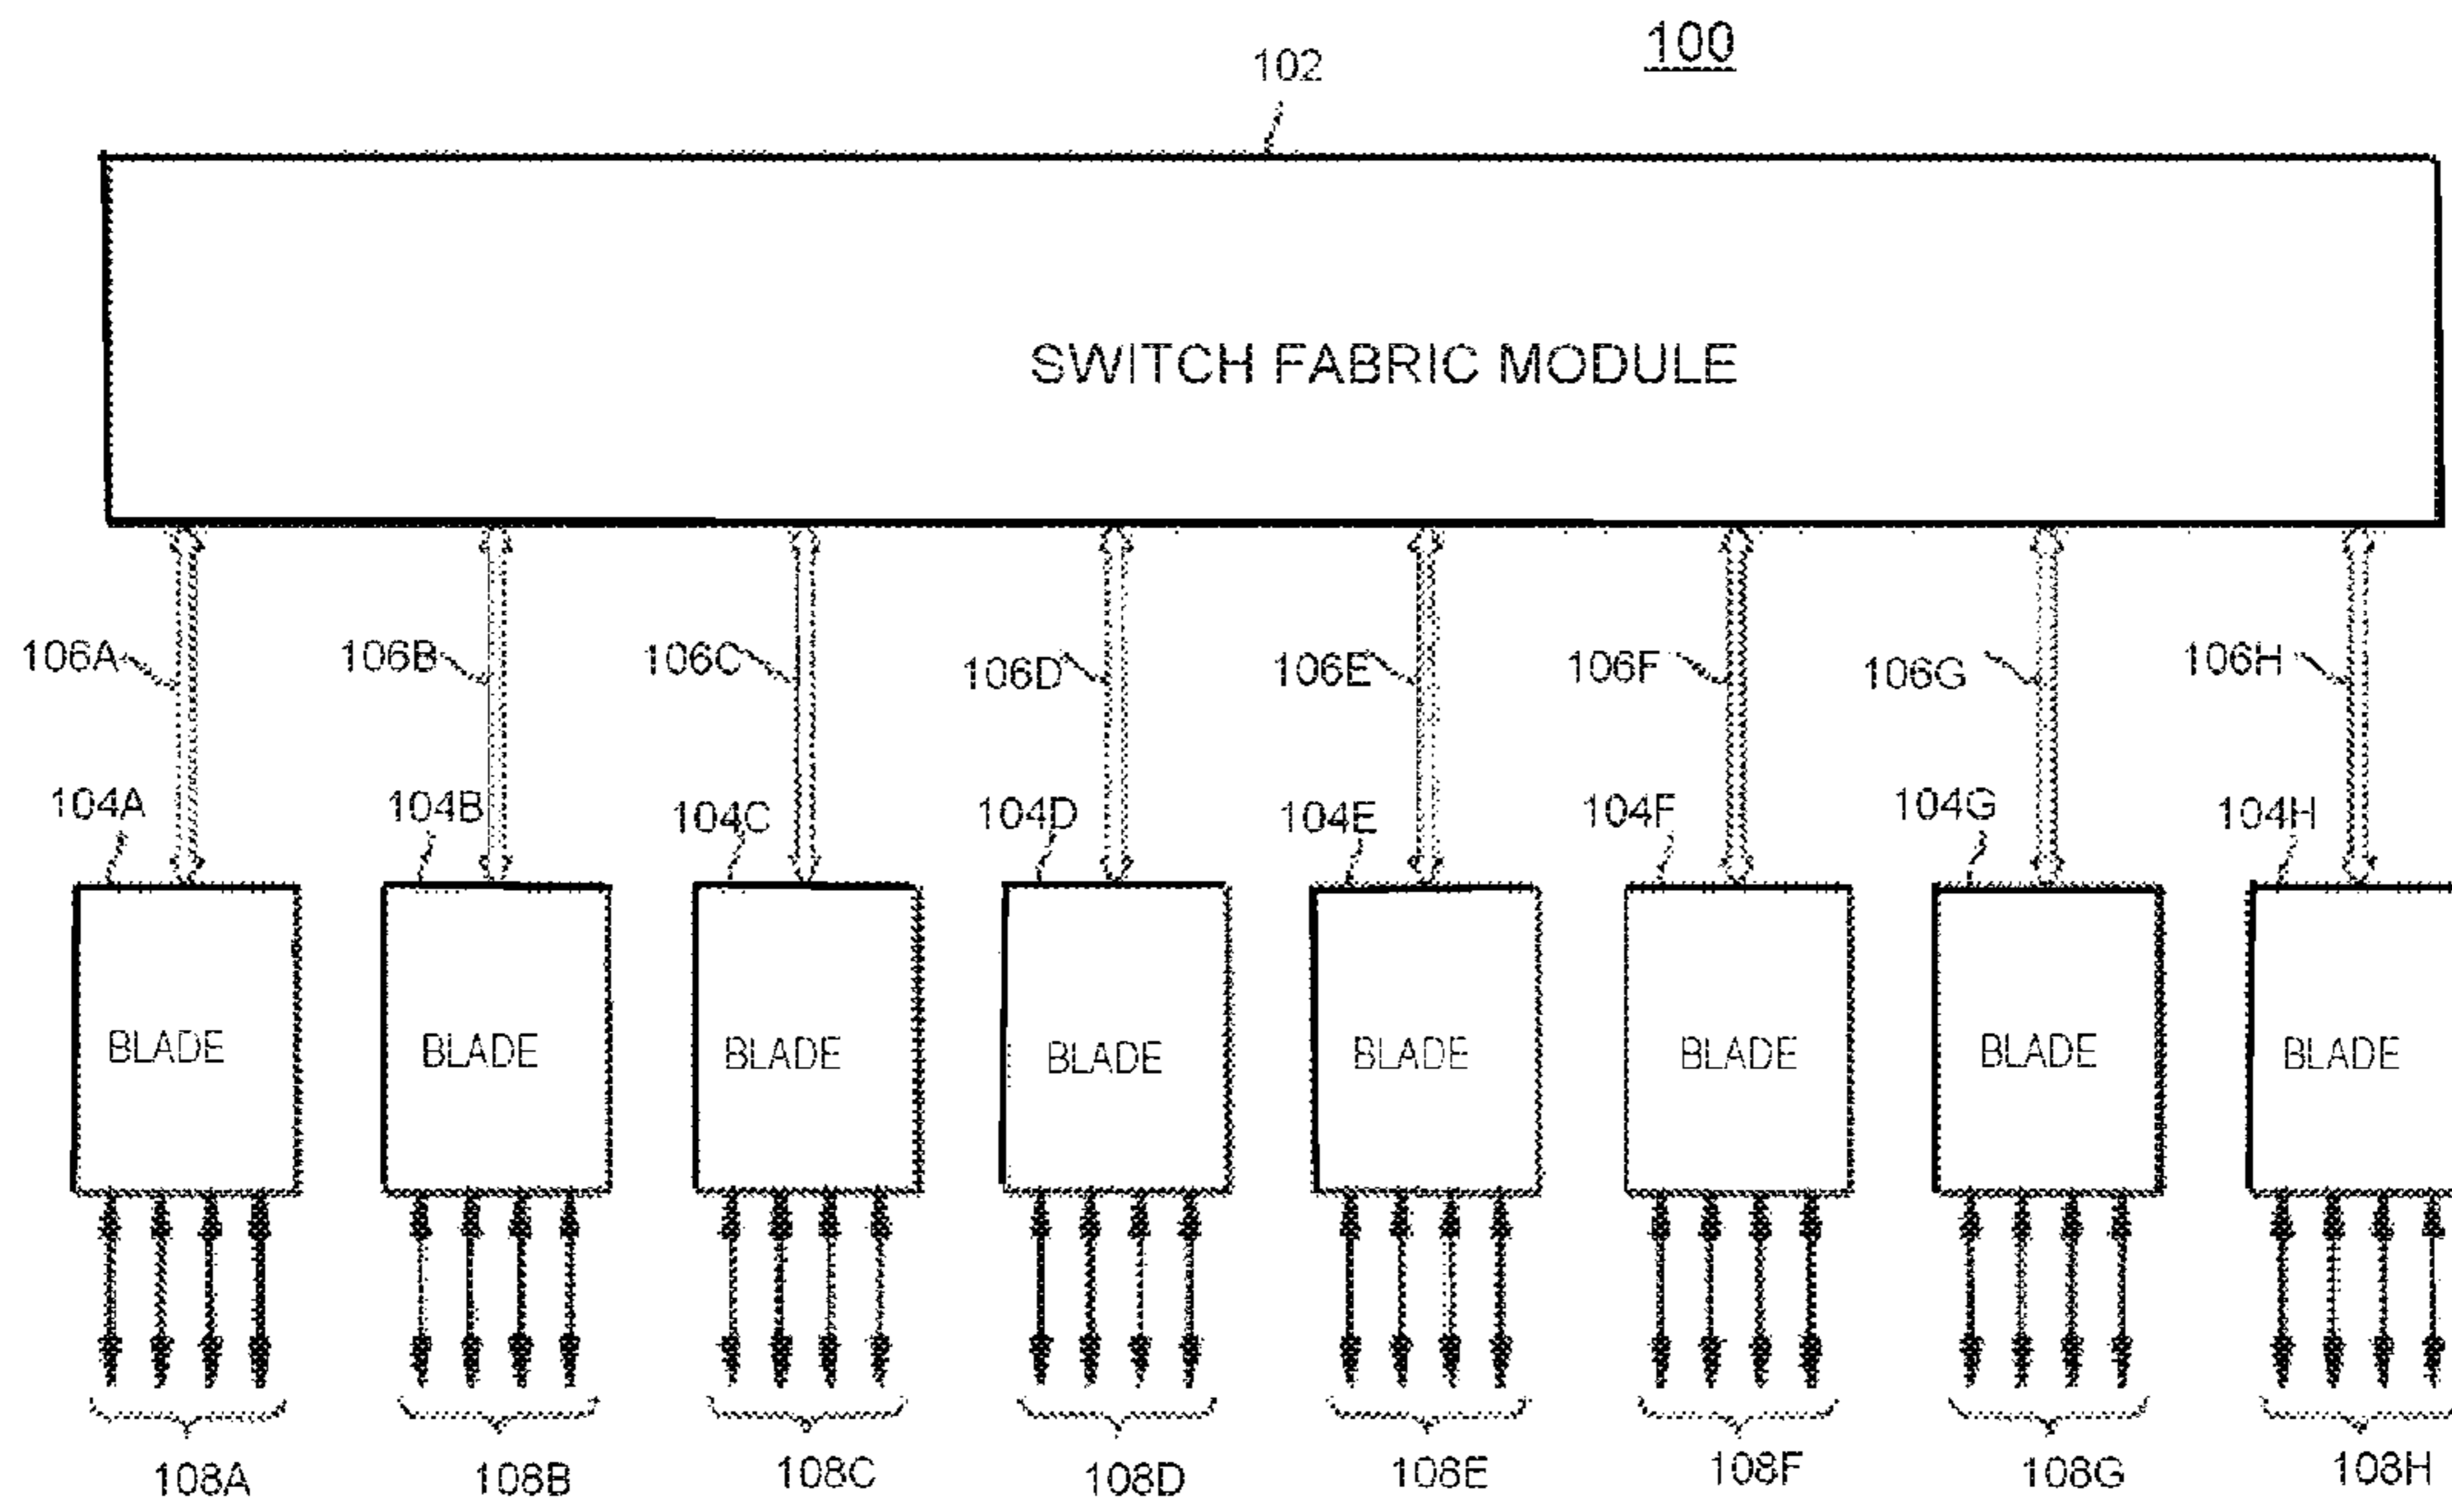 100
102
SWITCH FABRIC MODULE
106A 106B 106C 106D 106E 106F 106G 106H
104A 104B 104C 104D 104E 104F 104G 104H
BLADE BLADE BLADE BLADE BLADE BLADE BLADE BLADE
108A 108B 108C 108D 108E 108F 108G 108H